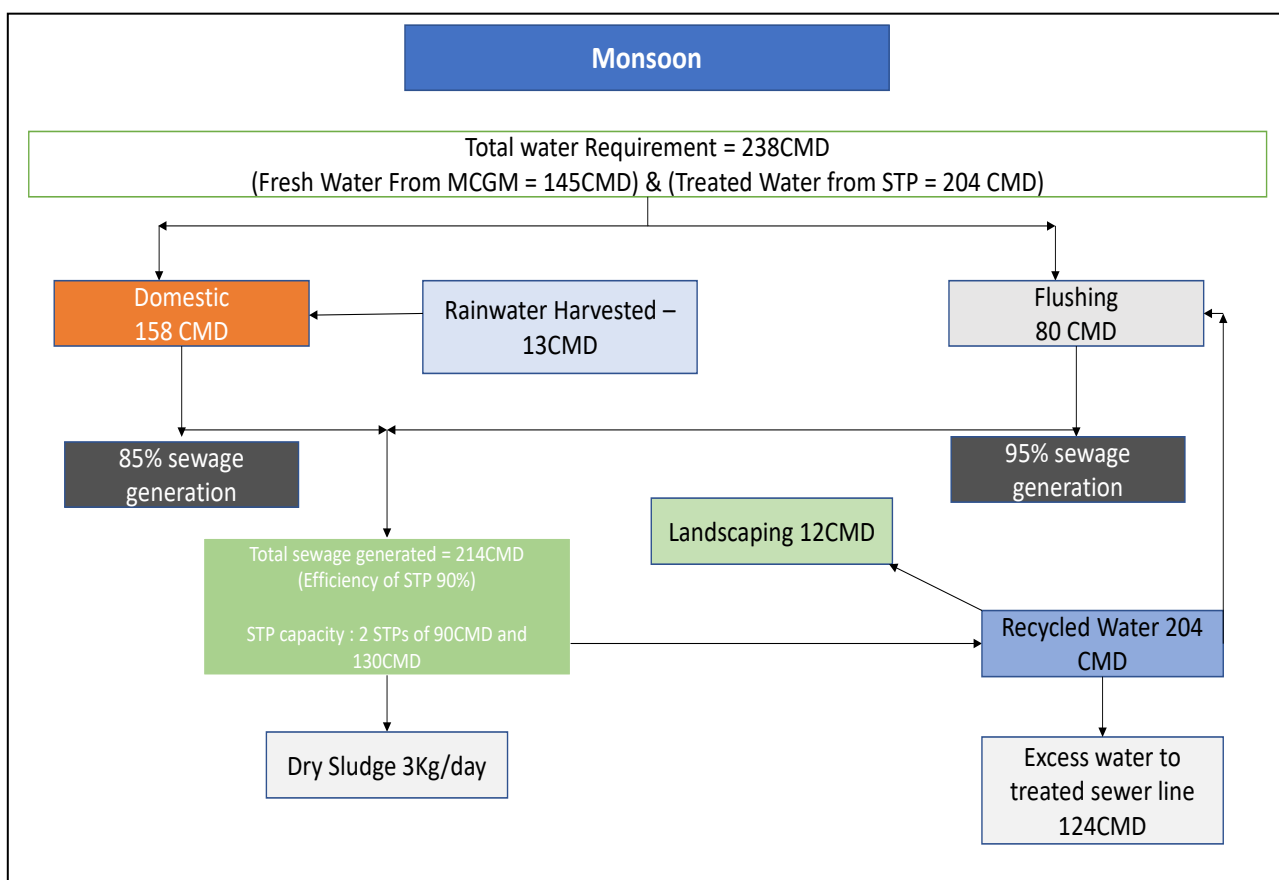 Monsoon
Total water Requirement = 238CMD
(Fresh Water From MCGM = 145CMD) & (Treated Water from STP = 204 CMD)
Domestic
158 CMD
Rainwater Harvested –
13CMD
Flushing
80 CMD
85% sewage
generation
95% sewage
generation
Landscaping 12CMD
Total sewage generated = 214CMD
(Efficiency of STP 90%)
STP capacity : 2 STPs of 90CMD and
130CMD
Recycled Water 204
CMD
Dry Sludge 3Kg/day
Excess water to
treated sewer line
124CMD